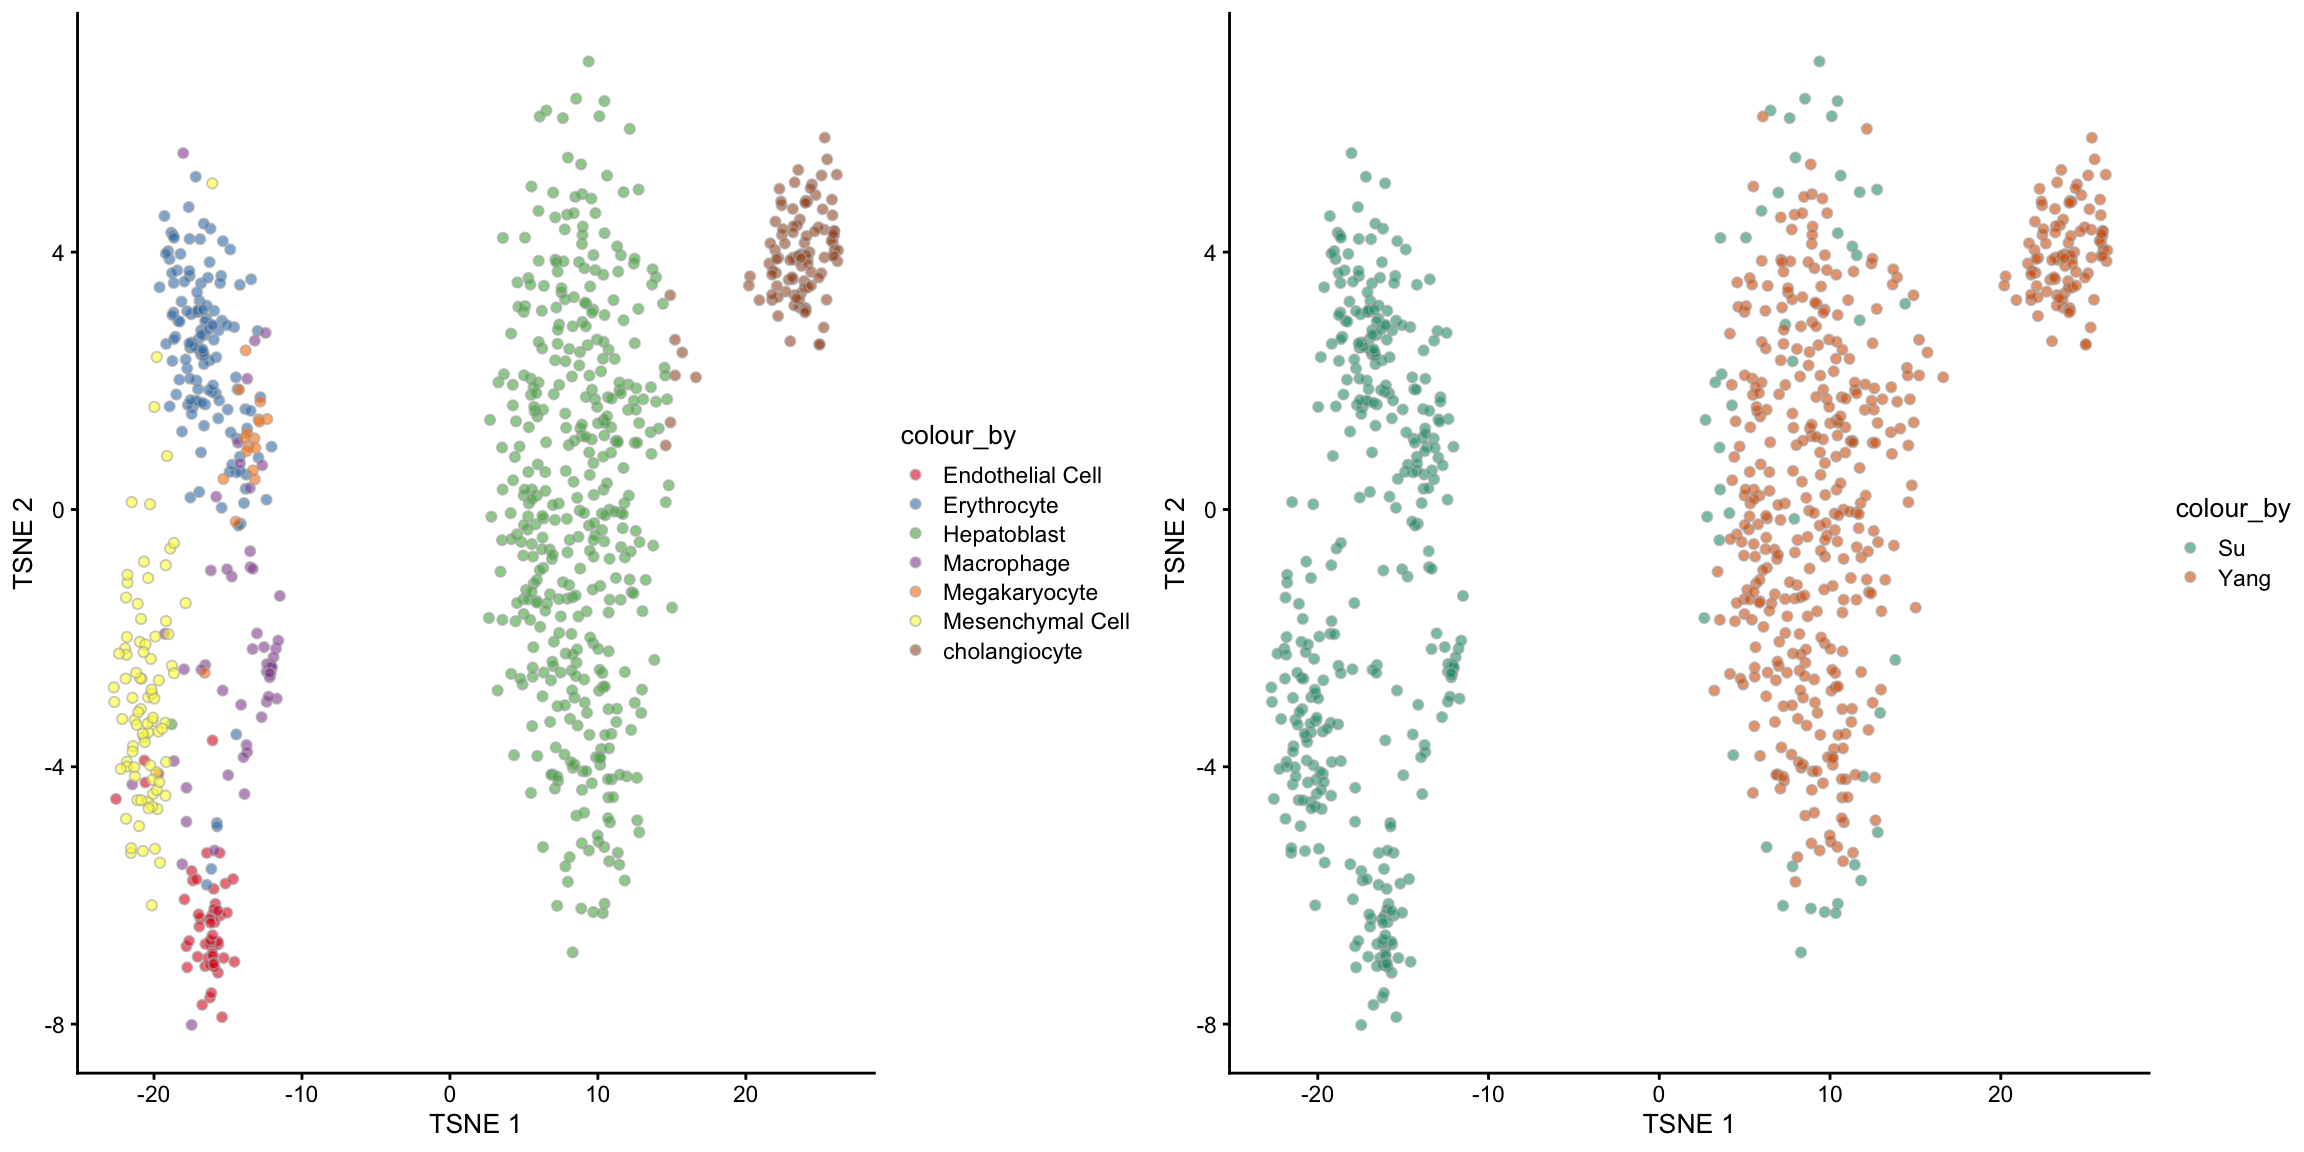 TSNE 2
4
0
-4
-8
-20
-10
0
10
20
TSNE 1
colour_by
Endothelial Cell
Erythrocyte
Hepatoblast
Macrophage
Megakaryocyte
Mesenchymal Cell
cholangiocyte
TSNE 2
4
0
-4
-8
-20
-10
0
10
20
TSNE 1
colour_by
Su
Yang